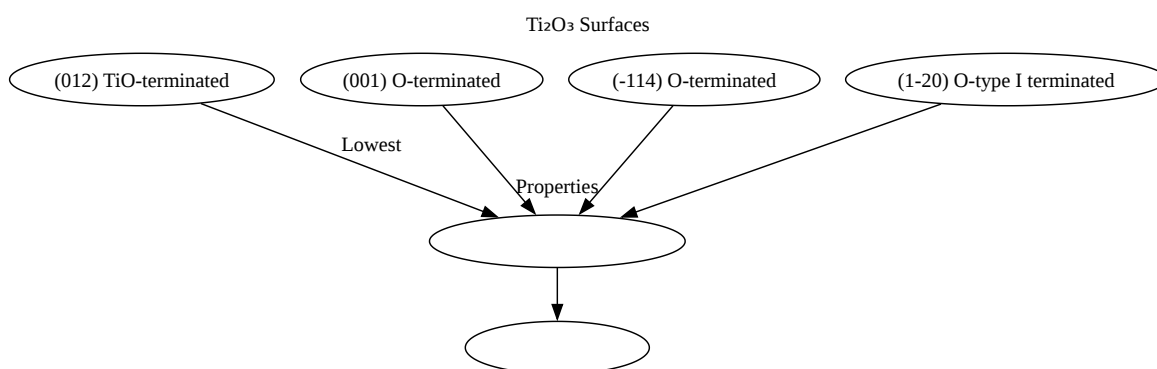 Ti₂O₃ Surfaces
(012) TiO-terminated
(001) O-terminated
(-114) O-terminated
(1-20) O-type I terminated
Lowest
Properties